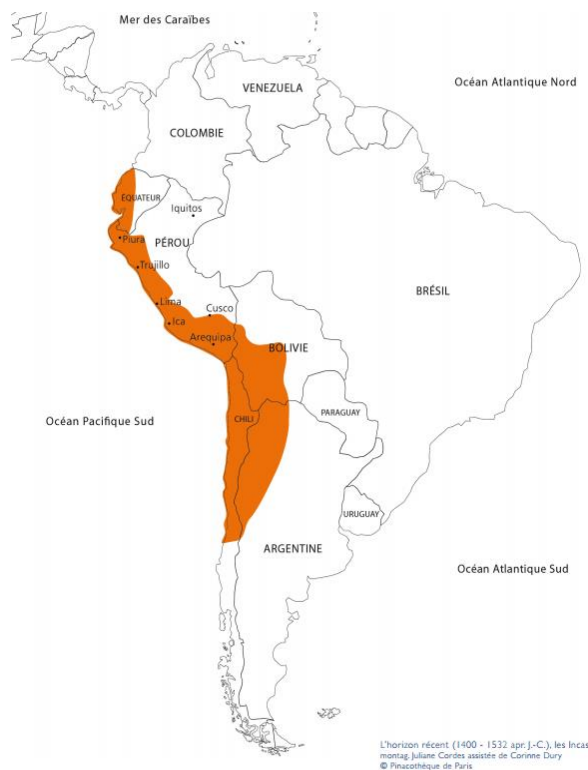 Mer des Caraïbes
Océan Atlantique Nord
VENEZUELA
COLOMBIE
EQUATEUR
Iquitos
Piura
PÉROU
Trujillo
BRÉSIL
Lima
Cusco
Ica
Arequipa
BOLIVIE
Océan Pacifique Sud
CHILI
PARAGUAY
URUGUAY
ARGENTINE
Océan Atlantique Sud
L'horizon récent (1400 - 1532 apr. J.-C.), les Incas
montag. Juliane Cordes assistée de Corinne Dury
© Pinacothèque de Paris